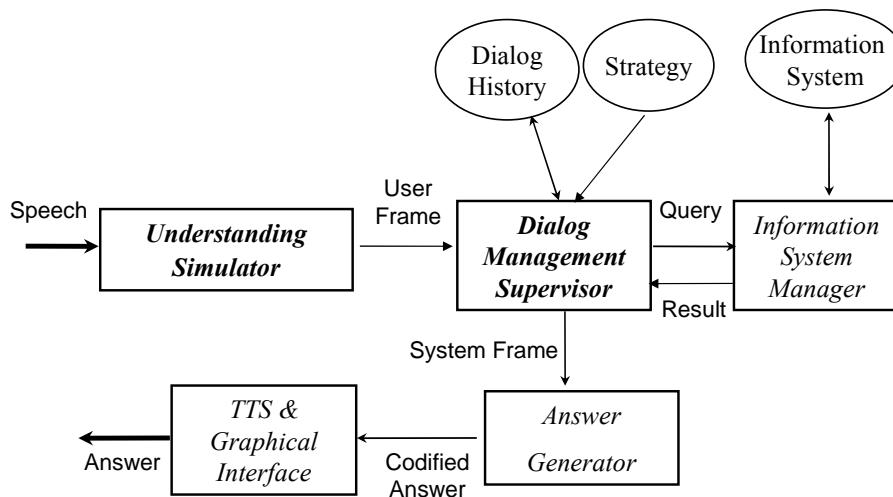 Dialog
History
Strategy
Information
System
Speech
User
Frame
Query
Understanding
Simulator
Dialog
Management
Supervisor
Information
System
Manager
Result
System Frame
TTS &
Graphical
Interface
Answer
Generator
Answer
Codified
Answer